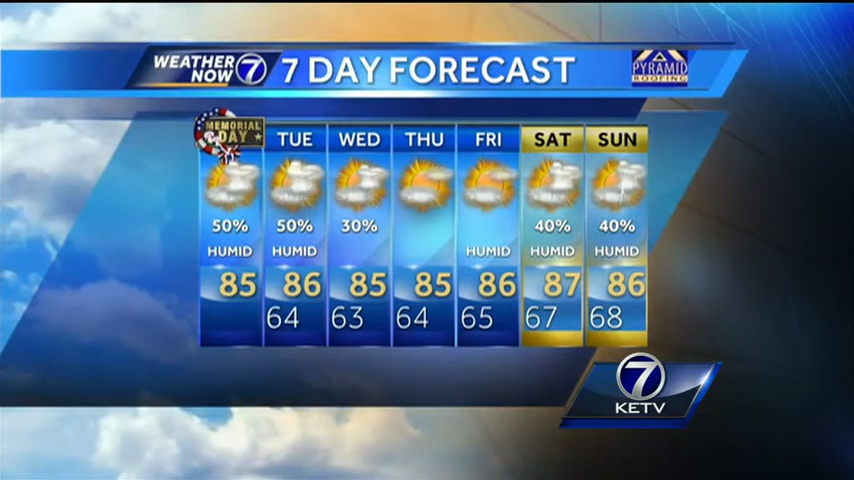 WEATHER NOW 7 7 DAY FORECAST PYRAMID ROOFING
MEMORIAL DAY TUE WED THU FRI SAT SUN
50% 50% 30% 40% 40%
HUMID HUMID HUMID HUMID HUMID
85 86 85 85 86 87 86
64 63 64 65 67 68
7
KETV